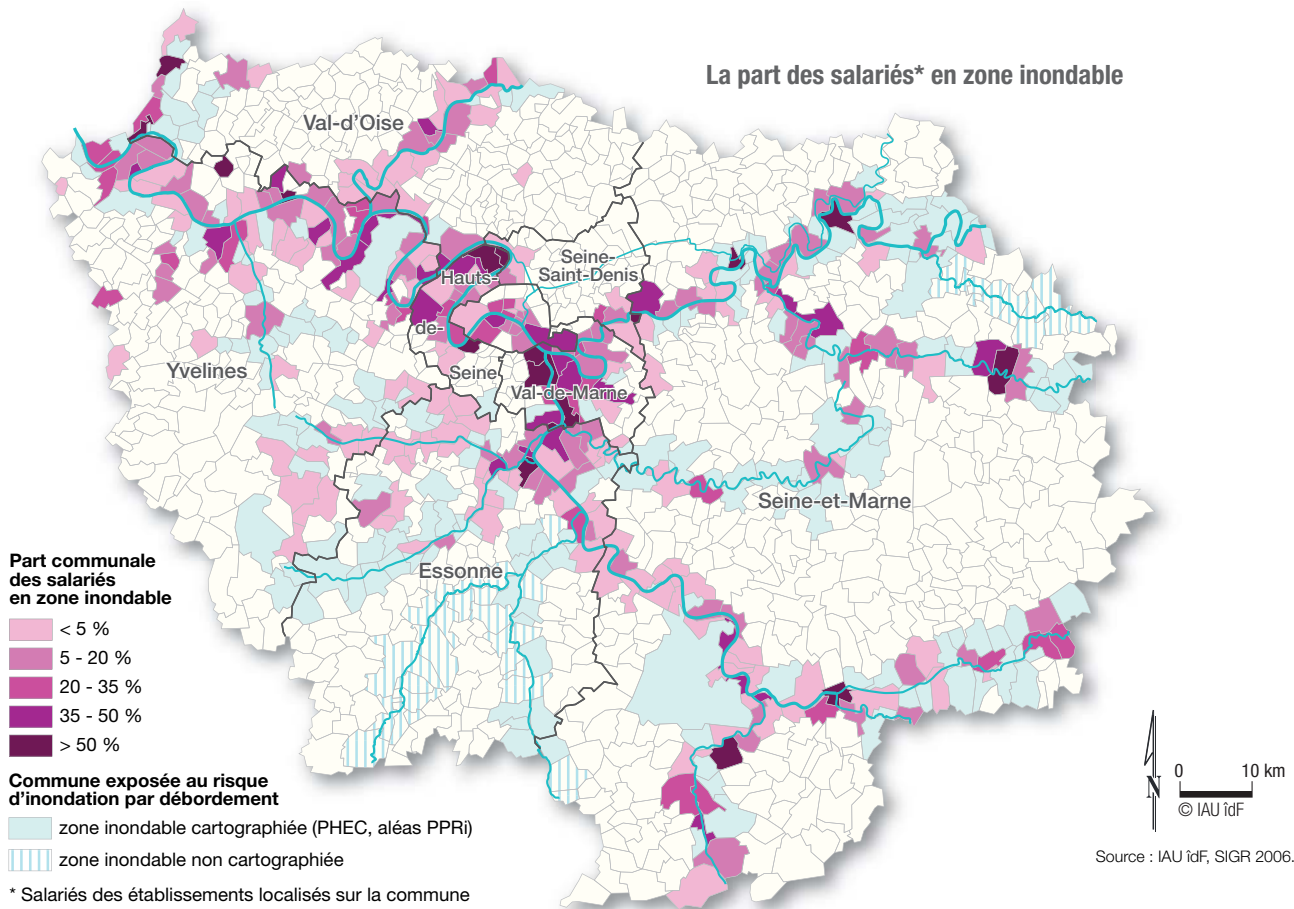 La part des salariés* en zone inondable
Val-d'Oise
Seine-
Saint-Denis
Hauts-
de-
Seine
Yvelines
Val-de-Marne
Seine-et-Marne
Essonne
Part communale
des salariés
en zone inondable
< 5 %
5 - 20 %
20 - 35 %
35 - 50 %
> 50 %
Commune exposée au risque
d'inondation par débordement
zone inondable cartographiée (PHEC, aléas PPRi)
zone inondable non cartographiée
* Salariés des établissements localisés sur la commune
N
0 10 km
© IAU îdF
Source : IAU îdF, SIGR 2006.